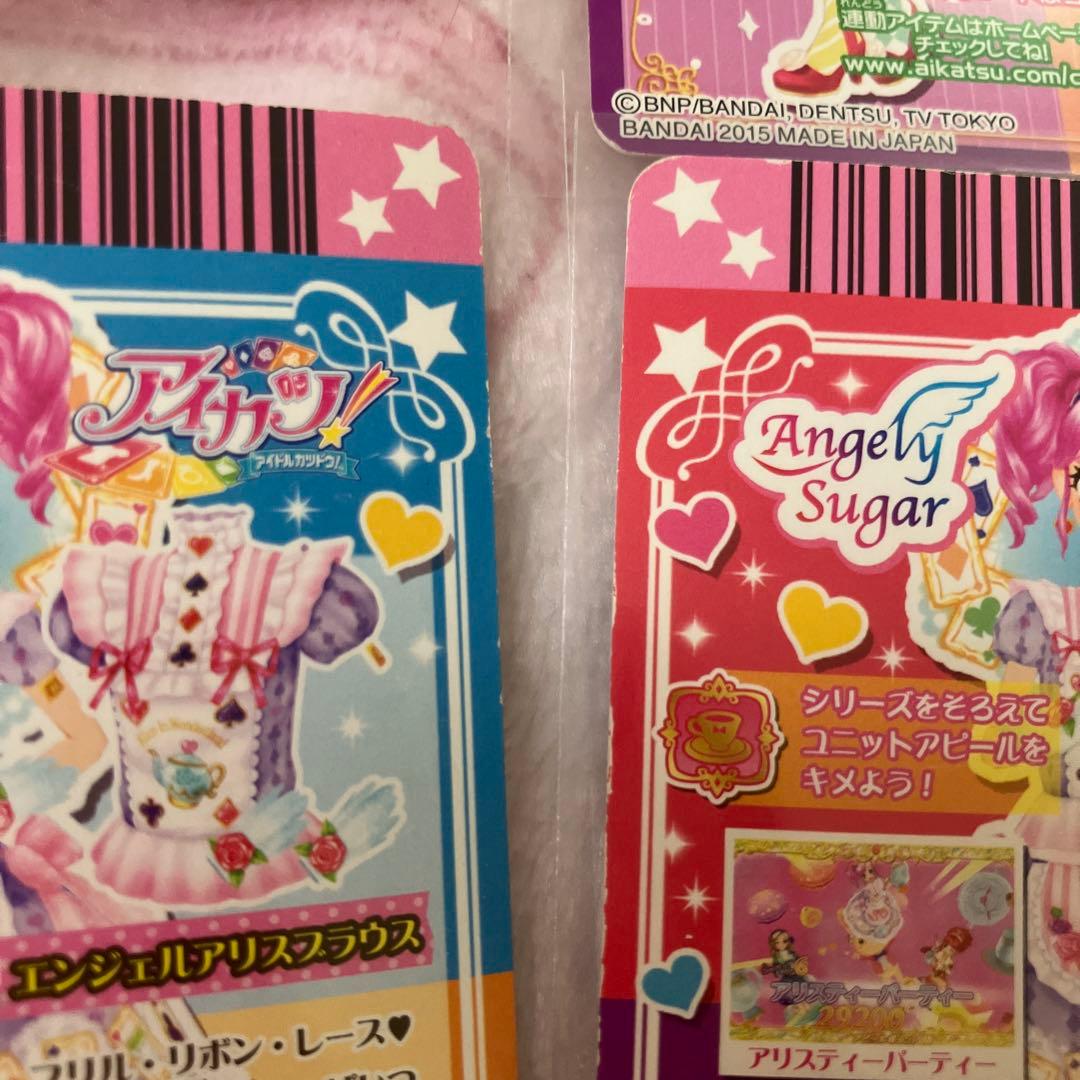 れんどう
連動アイテムはホームペー
チェックしてね!
www.aikatsu.com/c
©BNP/BANDAI, DENTSU, TV TOKYO
BANDAI 2015 MADE IN JAPAN
アイカツ!
アイドルカツドウ!
エンジェルアリスブラウス
フリル・リボン・レース♥
Angely
Sugar
シリーズをそろえて
ユニットアピールを
キメよう!
アリスティーパーティー
29200
アリスティーパーティー